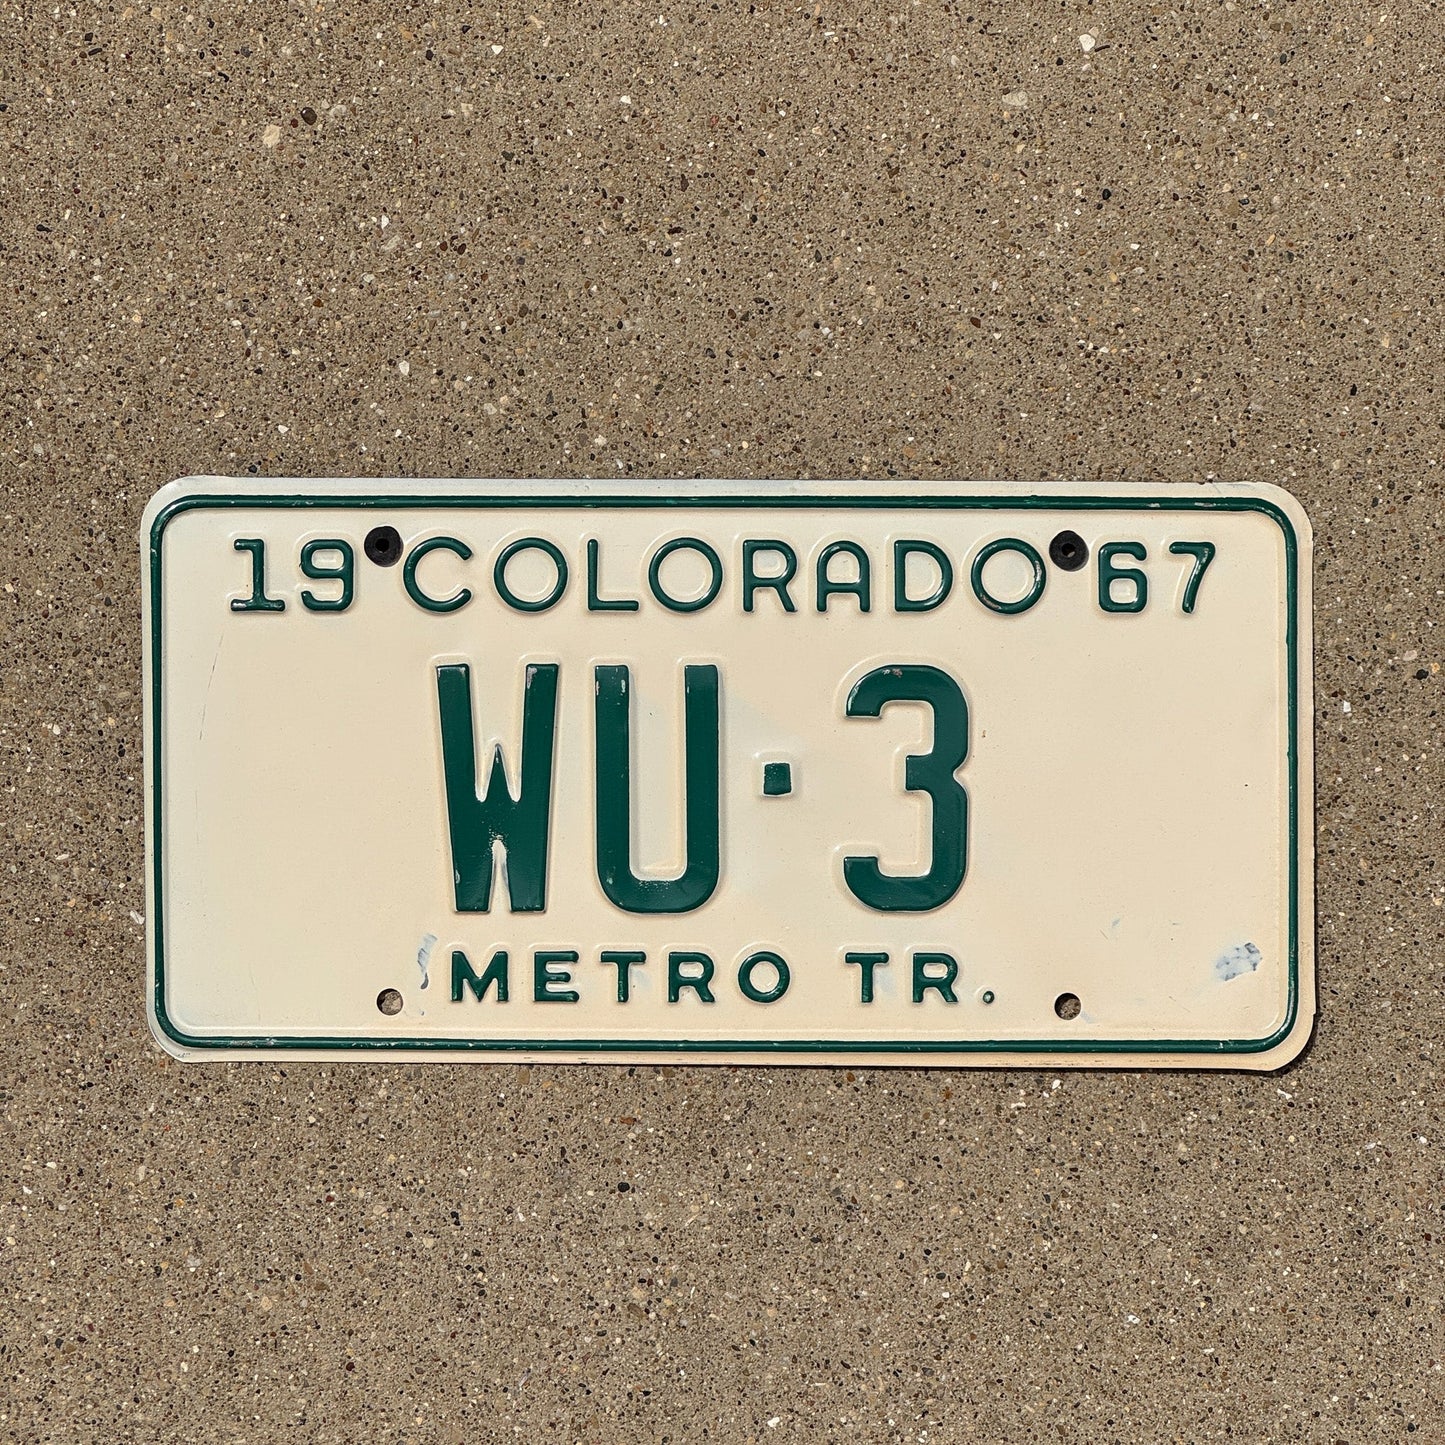 19 COLORADO 67
WU·3
METRO TR.